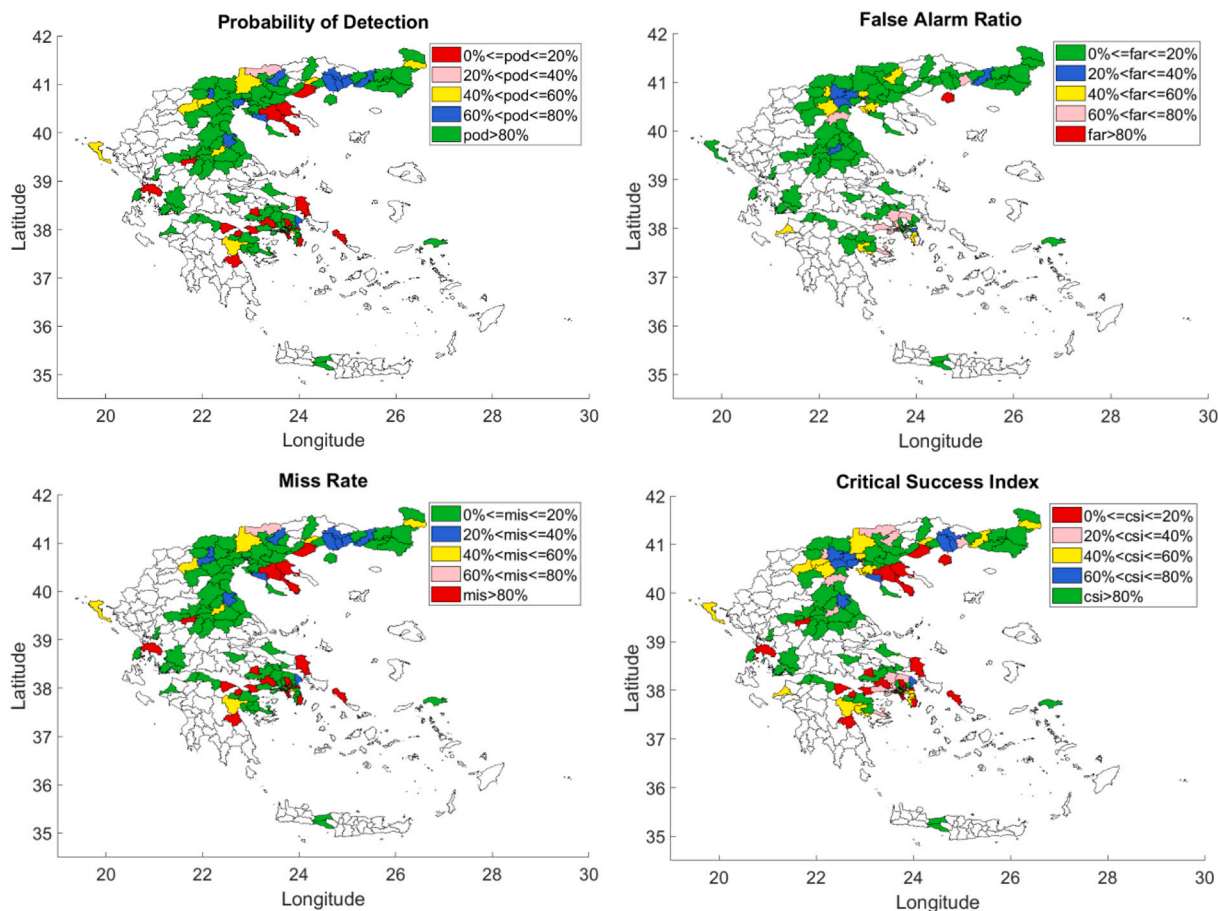 Probability of Detection
42
41
40
39
38
37
36
35
Latitude
0%<=pod<=20%
20%<pod<=40%
40%<pod<=60%
60%<pod<=80%
pod>80%
20 22 24 26 28 30
Longitude
False Alarm Ratio
42
41
40
39
38
37
36
35
Latitude
0%<=far<=20%
20%<far<=40%
40%<far<=60%
60%<far<=80%
far>80%
20 22 24 26 28 30
Longitude
Miss Rate
42
41
40
39
38
37
36
35
Latitude
0%<=mis<=20%
20%<mis<=40%
40%<mis<=60%
60%<mis<=80%
mis>80%
20 22 24 26 28 30
Longitude
Critical Success Index
42
41
40
39
38
37
36
35
Latitude
0%<=csi<=20%
20%<csi<=40%
40%<csi<=60%
60%<csi<=80%
csi>80%
20 22 24 26 28 30
Longitude